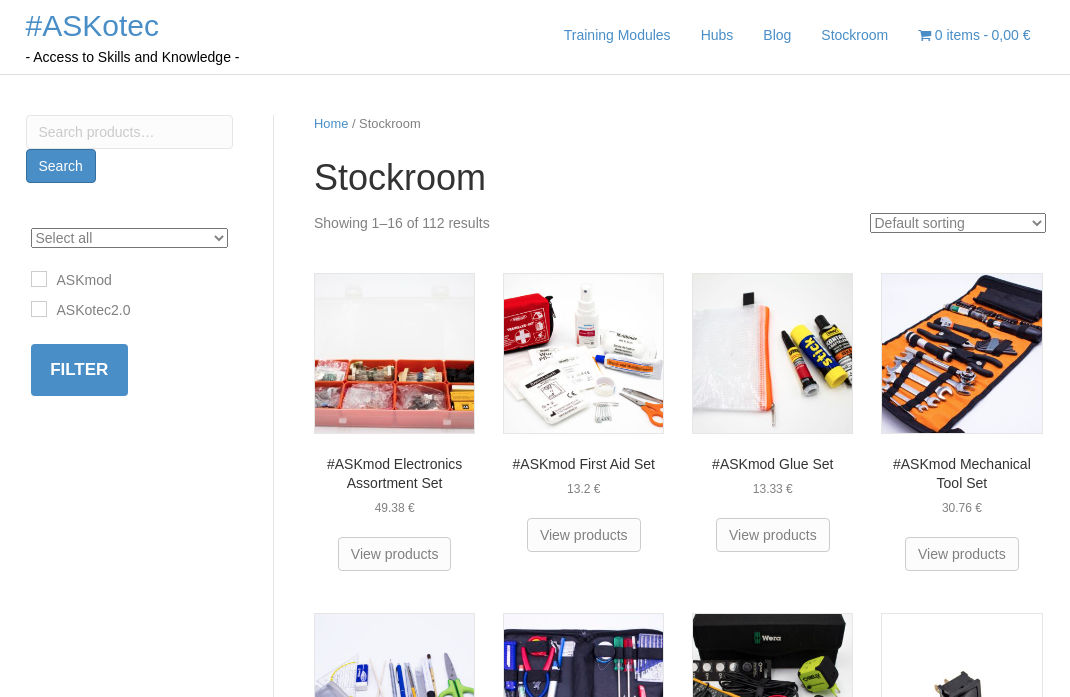 #ASKotec
- Access to Skills and Knowledge -
Training Modules
Hubs
Blog
Stockroom
0 items - 0,00 €
Search products…
Search
Select all
ASKmod
ASKotec2.0
FILTER
Home / Stockroom
Stockroom
Showing 1–16 of 112 results
Default sorting
#ASKmod Electronics
Assortment Set
49.38 €
View products
#ASKmod First Aid Set
13.2 €
View products
#ASKmod Glue Set
13.33 €
View products
#ASKmod Mechanical
Tool Set
30.76 €
View products
stick
Wera